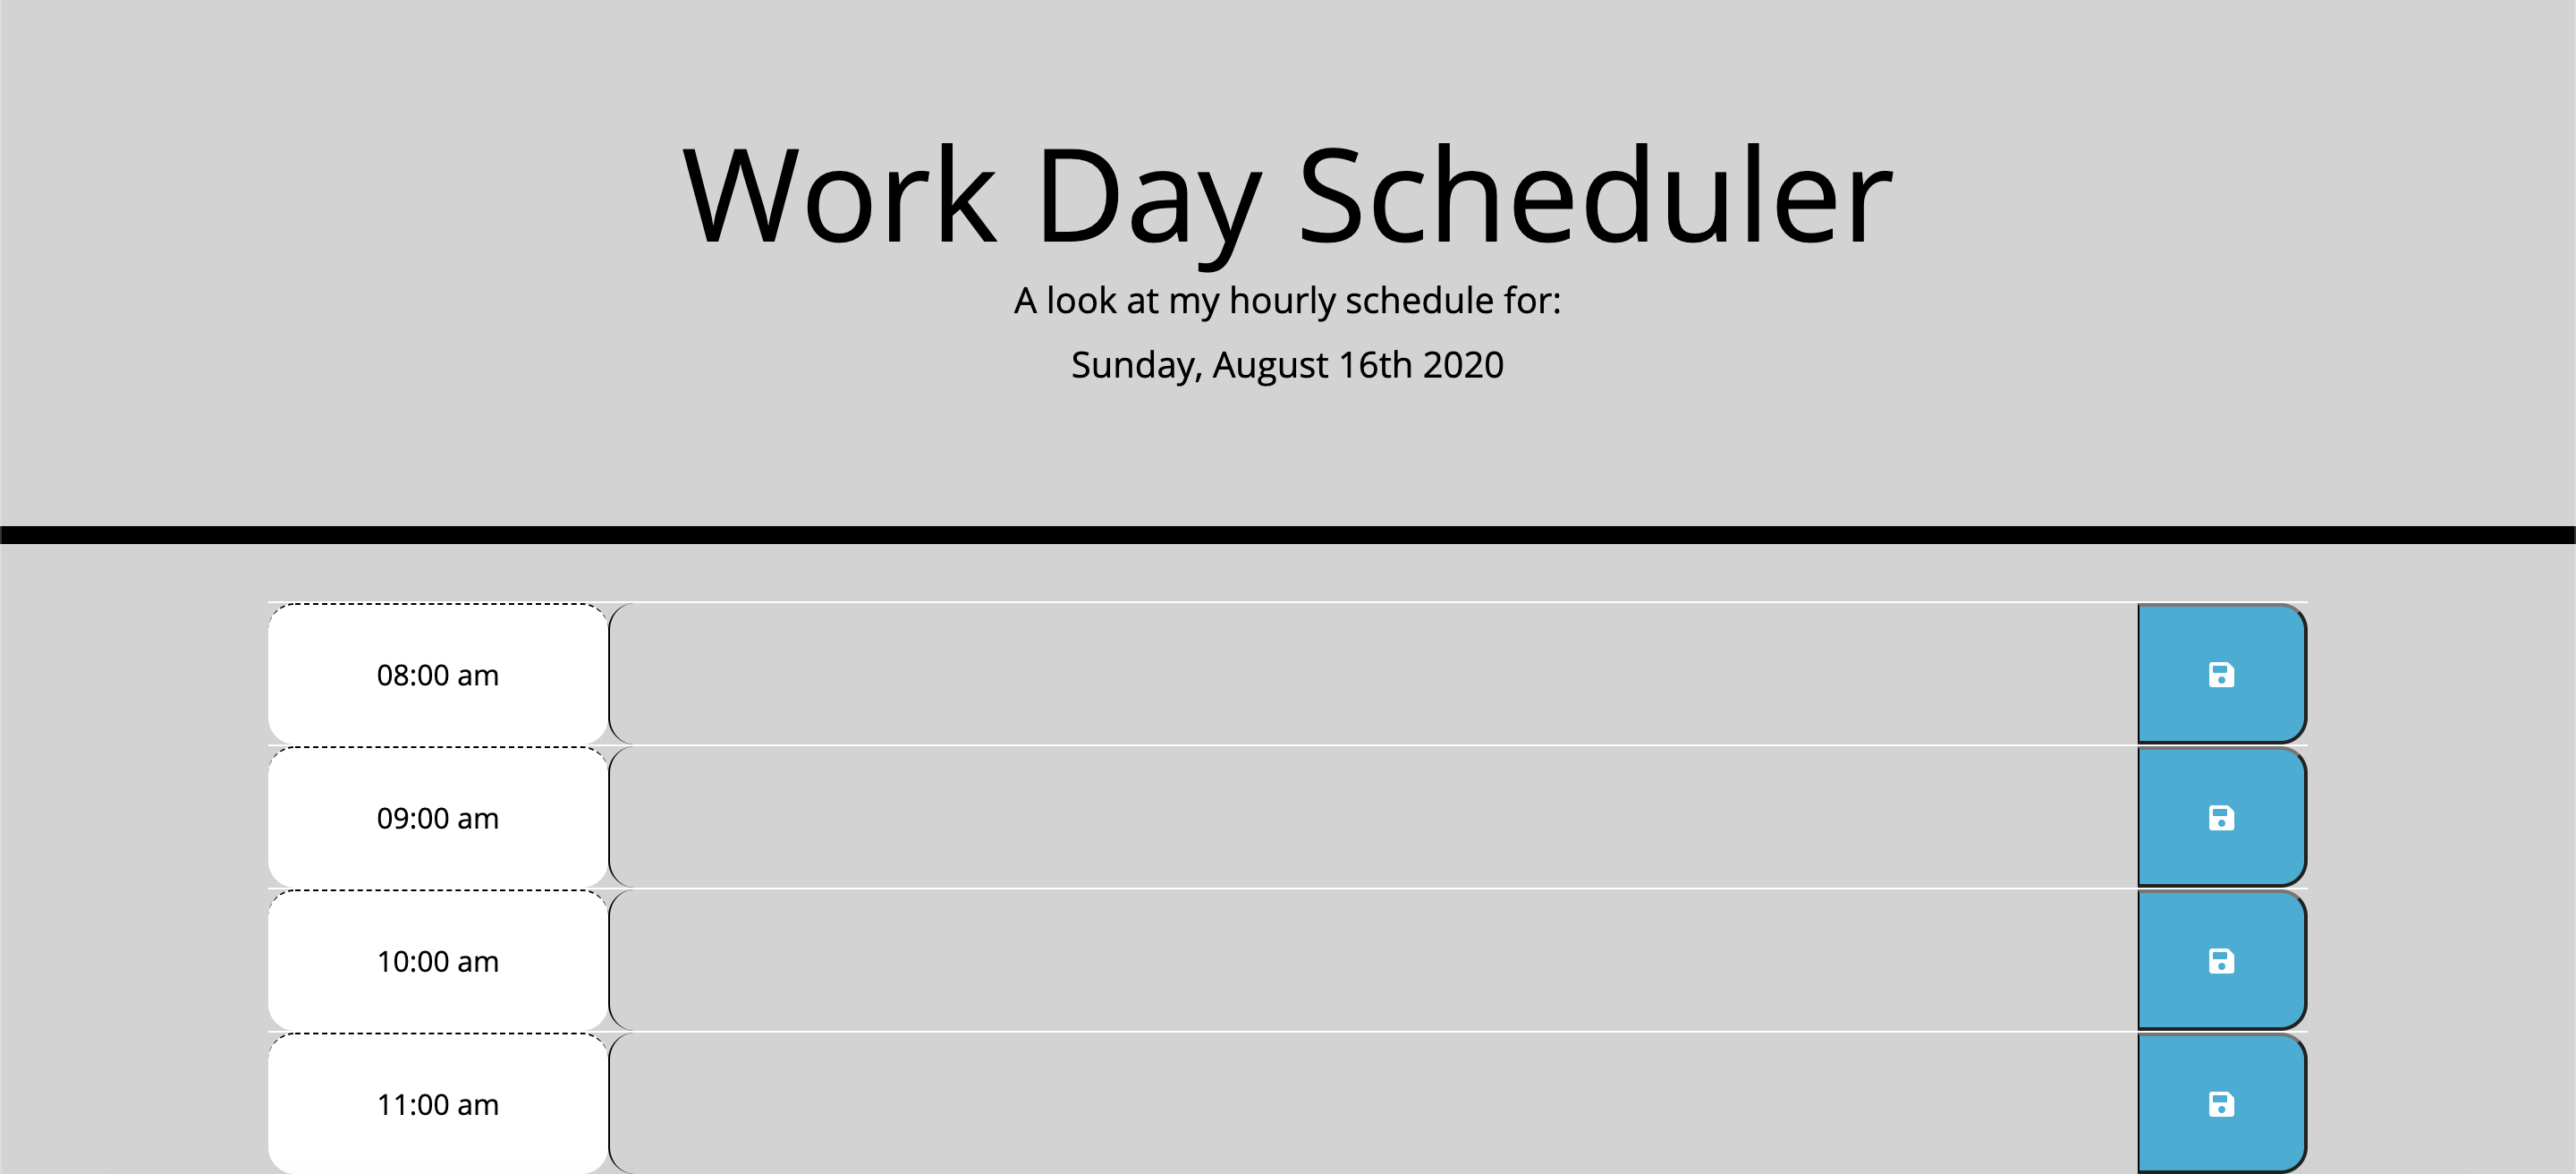 Work Day Scheduler
A look at my hourly schedule for:
Sunday, August 16th 2020
08:00 am
09:00 am
10:00 am
11:00 am